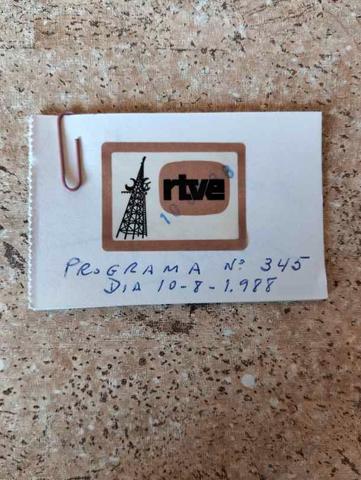 rtve
PROGRAMA Nº 345
DIA 10-8-1.988